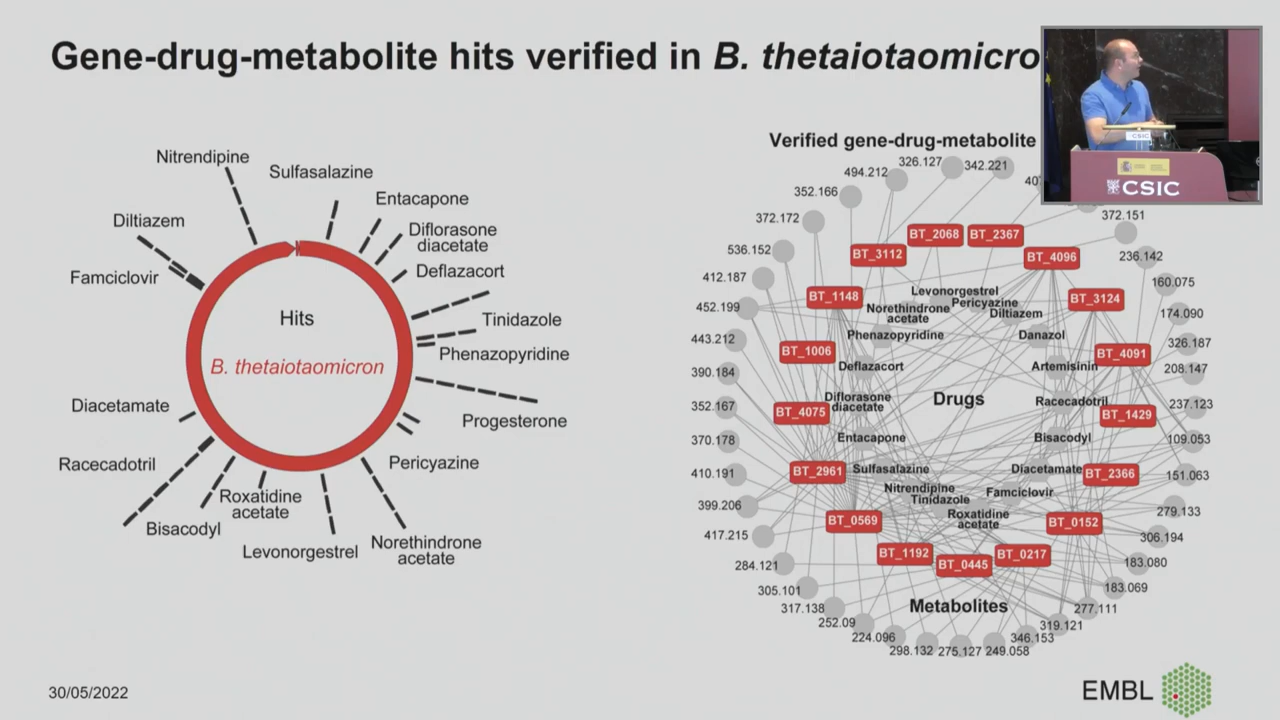 Gene-drug-metabolite hits verified in B. thetaiotaomicro
Nitrendipine
Sulfasalazine
Entacapone
Diltiazem
Diflorasone
diacetate
Famciclovir
Deflazacort
Hits
Tinidazole
Phenazopyridine
B. thetaiotaomicron
Diacetamate
Progesterone
Racecadotril
Pericyazine
Roxatidine
acetate
Bisacodyl
Levonorgestrel
Norethindrone
acetate
Verified gene-drug-metabolite
326.127
342.221
494.212
352.166
372.172
372.151
536.152
236.142
412.187
160.075
452.199
174.090
443.212
326.187
390.184
208.147
352.167
237.123
370.178
109.053
410.191
151.063
399.206
279.133
417.215
306.194
284.121
183.080
305.101
183.069
317.138
277.111
252.09
319.121
224.096
346.153
298.132
275.127
249.058
BT_2068
BT_2367
BT_3112
BT_4096
BT_1148
BT_3124
BT_1006
BT_4091
BT_4075
BT_1429
BT_2961
BT_2366
BT_0569
BT_0152
BT_1192
BT_0445
BT_0217
Levonorgestrel
Norethindrone
acetate
Pericyazine
Diltiazem
Phenazopyridine
Danazol
Deflazacort
Artemisinin
Diflorasone
diacetate
Drugs
Racecadotril
Entacapone
Bisacodyl
Sulfasalazine
Diacetamate
Nitrendipine
Tinidazole
Famciclovir
Roxatidine
acetate
Metabolites
CSIC
CSIC
30/05/2022
EMBL